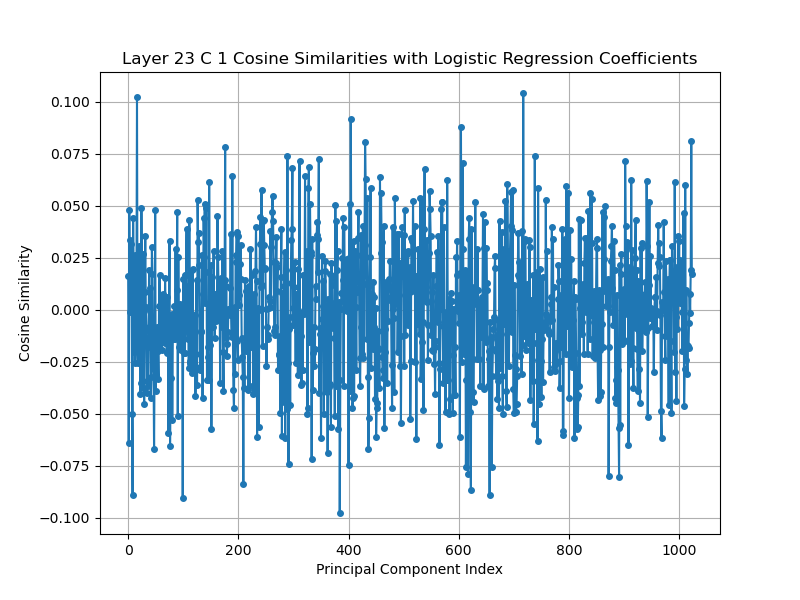 Layer 23 C 1 Cosine Similarities with Logistic Regression Coefficients
0.100
0.075
0.050
0.025
0.000
−0.025
−0.050
−0.075
−0.100
Cosine Similarity
0 200 400 600 800 1000
Principal Component Index